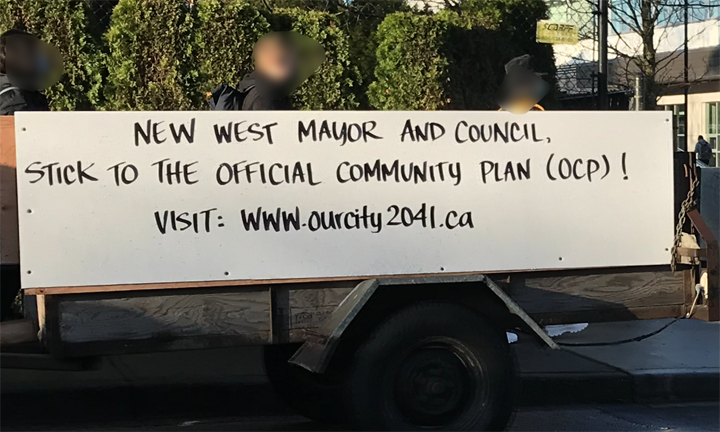 NEW WEST MAYOR AND COUNCIL,
STICK TO THE OFFICIAL COMMUNITY PLAN (OCP)!
VISIT: WWW.ourcity2041.ca